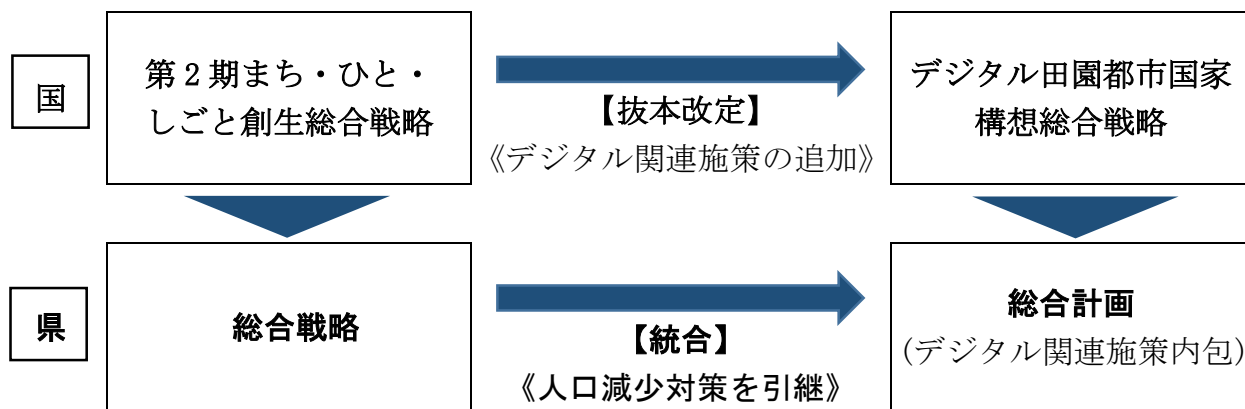 国
第2期まち・ひと・
しごと創生総合戦略
【抜本改定】
《デジタル関連施策の追加》
デジタル田園都市国家
構想総合戦略
県
総合戦略
【統合】
《人口減少対策を引継》
総合計画
(デジタル関連施策内包)